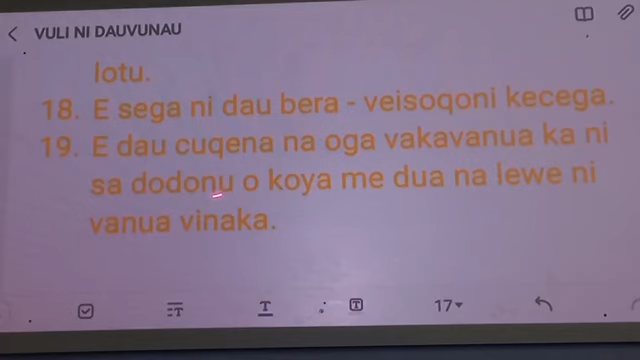 VULI NI DAUVUNAU
lotu.
18. E sega ni dau bera - veisoqoni kecega.
19. E dau cuqena na oga vakavanua ka ni
sa dodonu o koya me dua na lewe ni
vanua vinaka.
T
T
T
17